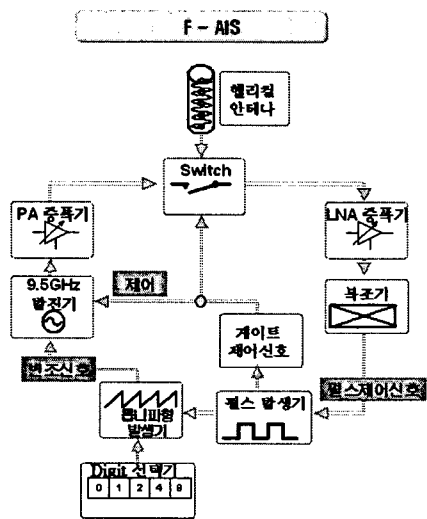 F - AIS
헬리컬
안테나
Switch
PA 증폭기
LNA 증폭기
9.5GHz
발진기
제어
복조기
게이트
제어신호
변조신호
펄스제어신호
톱니파형
발생기
펄스 발생기
Digit 선택기
0 1 2 4 8